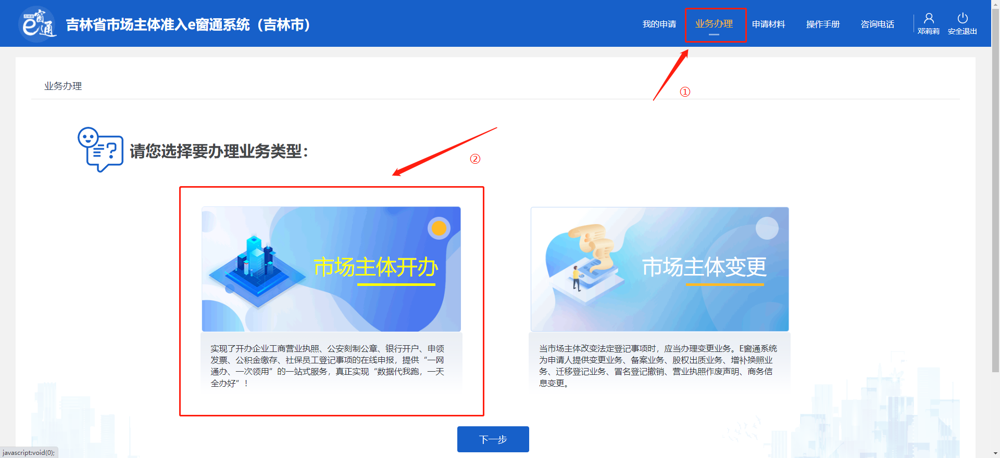 吉林省
e窗通
吉林省市场主体准入e窗通系统（吉林市）
我的申请
业务办理
申请材料
操作手册
咨询电话
邓莉莉
安全退出
①
业务办理
②
请您选择要办理业务类型：
市场主体开办
市场主体变更
实现了开办企业工商营业执照、公安刻制公章、银行开户、申领
发票、公积金缴存、社保员工登记事项的在线申报，提供“一网
通办、一次领用”的一站式服务，真正实现“数据代我跑，一天
全办好”！
当市场主体改变法定登记事项时，应当办理变更业务。E窗通系统
为申请人提供变更业务、备案业务、股权出质业务、增补换照业
务、迁移登记业务、冒名登记撤销、营业执照作废声明、商务信
息变更。
下一步
javascript:void(0);